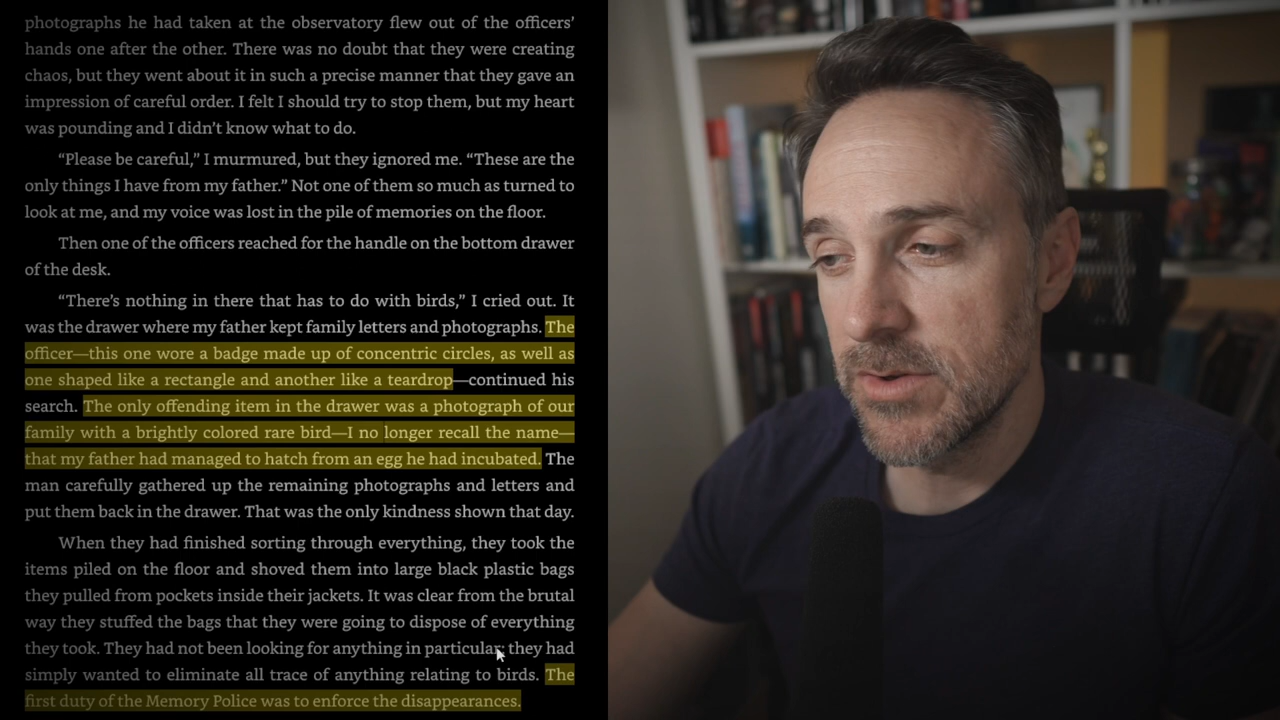 photographs he had taken at the observatory flew out of the officers’
hands one after the other. There was no doubt that they were creating
chaos, but they went about it in such a precise manner that they gave an
impression of careful order. I felt I should try to stop them, but my heart
was pounding and I didn’t know what to do.
“Please be careful,” I murmured, but they ignored me. “These are the
only things I have from my father.” Not one of them so much as turned to
look at me, and my voice was lost in the pile of memories on the floor.
Then one of the officers reached for the handle on the bottom drawer
of the desk.
“There’s nothing in there that has to do with birds,” I cried out. It
was the drawer where my father kept family letters and photographs. The
officer—this one wore a badge made up of concentric circles, as well as
one shaped like a rectangle and another like a teardrop—continued his
search. The only offending item in the drawer was a photograph of our
family with a brightly colored rare bird—I no longer recall the name—
that my father had managed to hatch from an egg he had incubated. The
man carefully gathered up the remaining photographs and letters and
put them back in the drawer. That was the only kindness shown that day.
When they had finished sorting through everything, they took the
items piled on the floor and shoved them into large black plastic bags
they pulled from pockets inside their jackets. It was clear from the brutal
way they stuffed the bags that they were going to dispose of everything
they took. They had not been looking for anything in particular; they had
simply wanted to eliminate all trace of anything relating to birds. The
first duty of the Memory Police was to enforce the disappearances.